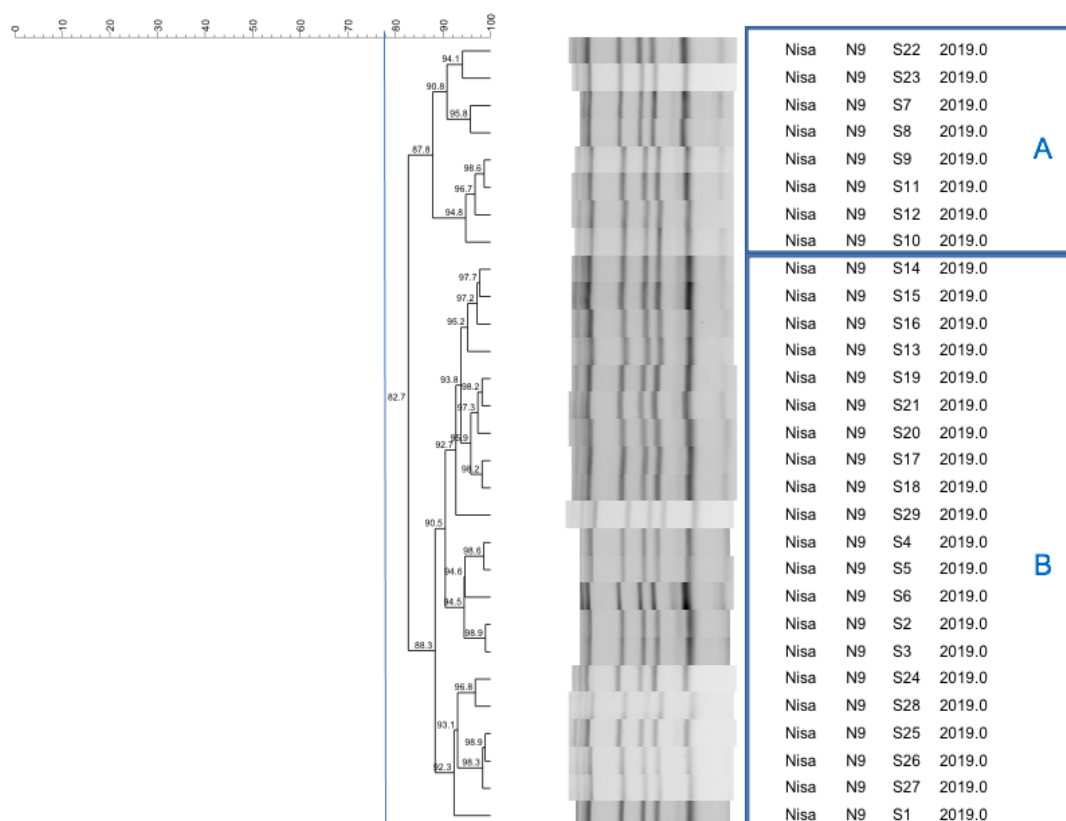 0 10 20 30 40 50 60 70 80 90 100
Nisa N9 S22 2019.0
94.1
Nisa N9 S23 2019.0
90.8
Nisa N9 S7 2019.0
95.8
Nisa N9 S8 2019.0
87.8
A
Nisa N9 S9 2019.0
98.6
Nisa N9 S11 2019.0
96.7
Nisa N9 S12 2019.0
94.8
Nisa N9 S10 2019.0
Nisa N9 S14 2019.0
97.7
Nisa N9 S15 2019.0
97.2
Nisa N9 S16 2019.0
95.2
Nisa N9 S13 2019.0
Nisa N9 S19 2019.0
93.8
98.2
82.7
Nisa N9 S21 2019.0
97.3
Nisa N9 S20 2019.0
92.7
Nisa N9 S17 2019.0
98.2
Nisa N9 S18 2019.0
Nisa N9 S29 2019.0
90.5
Nisa N9 S4 2019.0
98.6
B
Nisa N9 S5 2019.0
94.6
Nisa N9 S6 2019.0
94.5
Nisa N9 S2 2019.0
98.9
Nisa N9 S3 2019.0
88.3
Nisa N9 S24 2019.0
96.8
Nisa N9 S28 2019.0
93.1
Nisa N9 S25 2019.0
98.9
Nisa N9 S26 2019.0
98.3
92.3
Nisa N9 S27 2019.0
Nisa N9 S1 2019.0